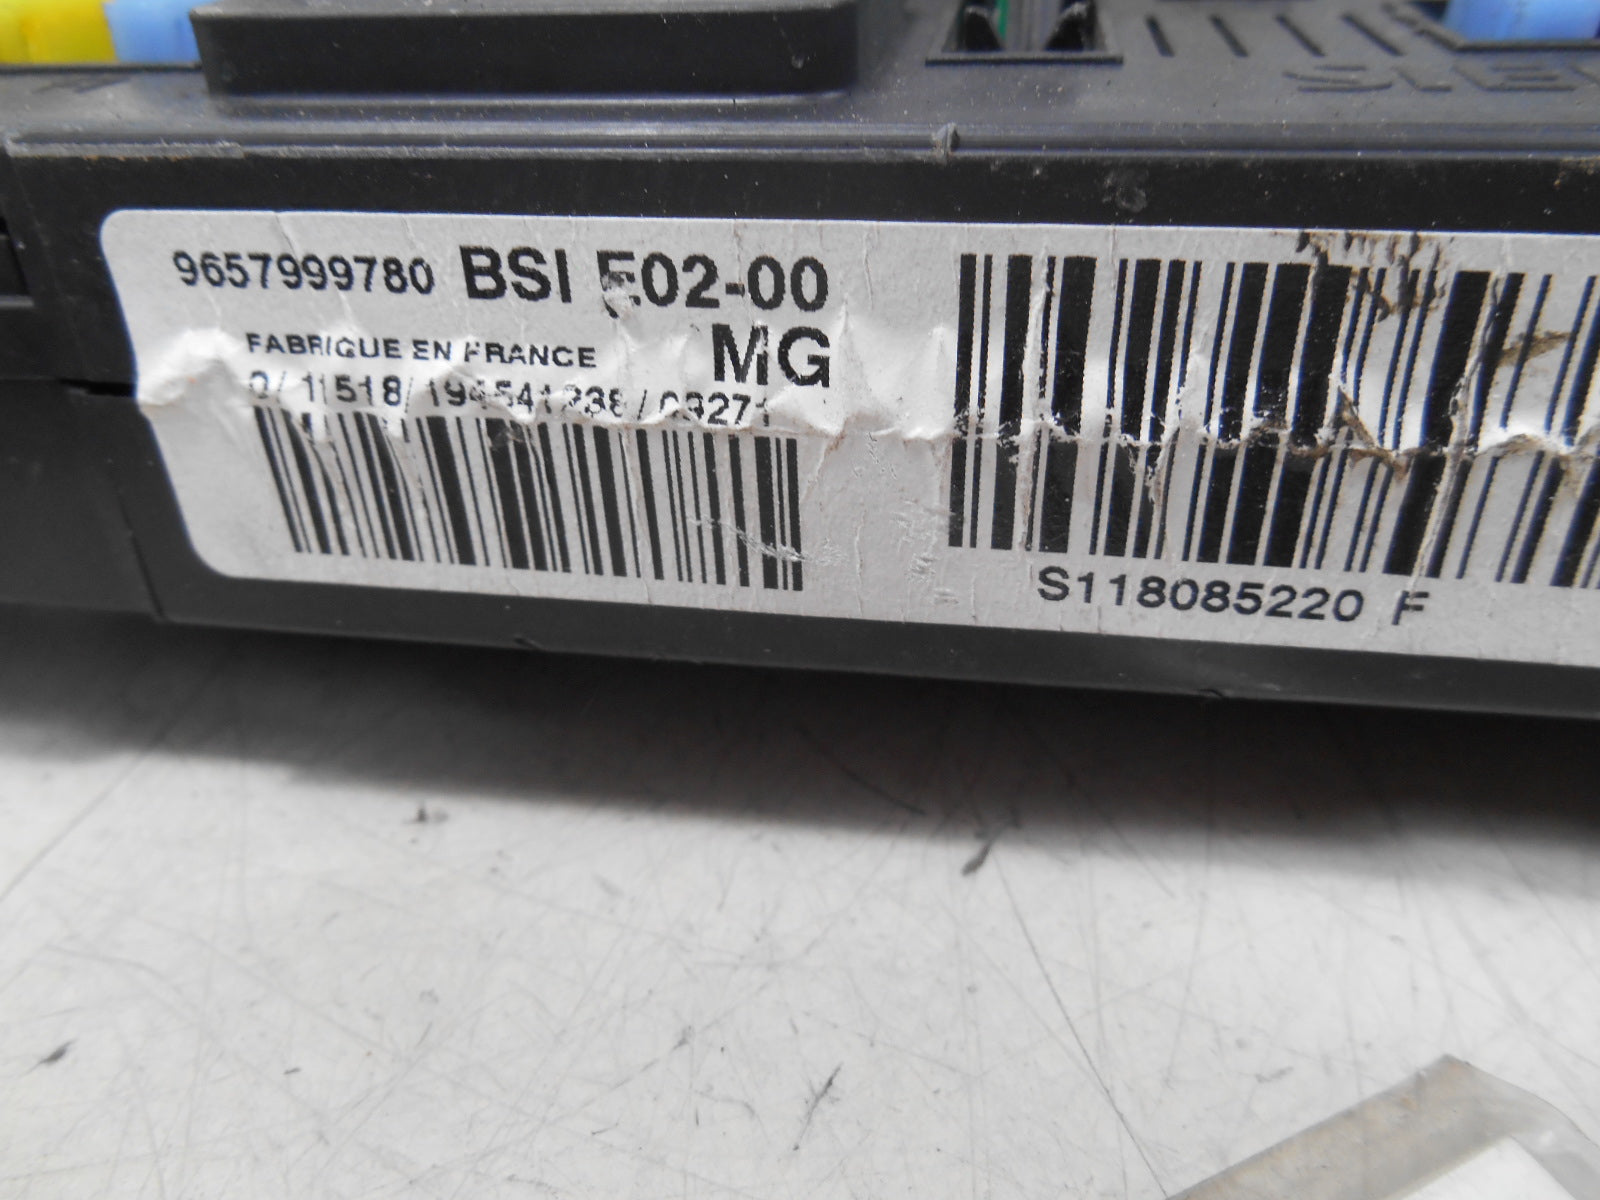 9657999780 BSI E02-00
MG
FABRIQUE EN FRANCE
S118085220 F